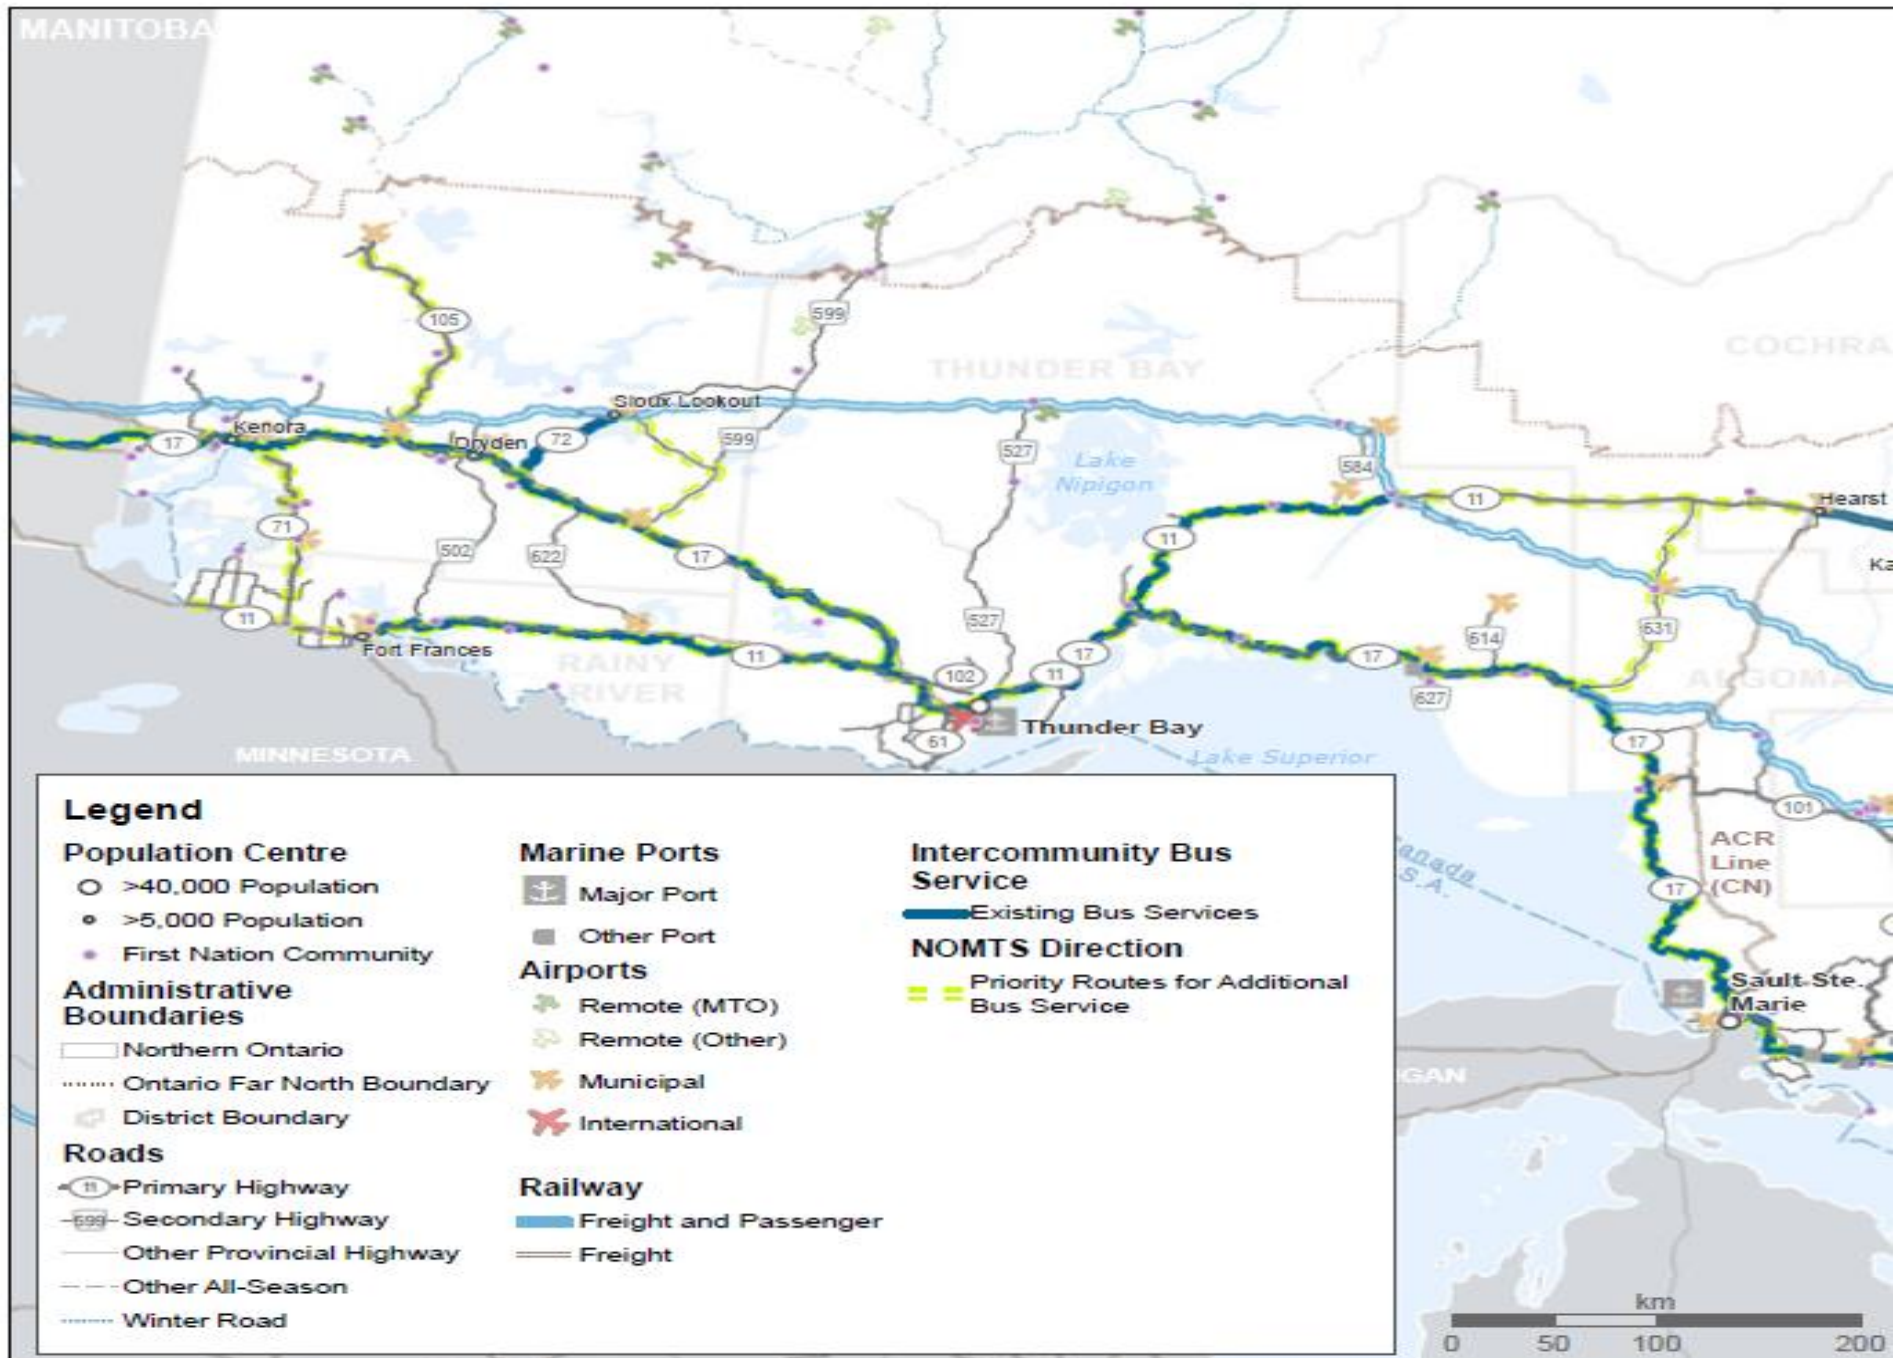 MANITOBA
105
599
THUNDER BAY
COCHRA
Sioux Lookout
Kenora
17
Dryden
72
599
527
Lake
Nipigon
584
11
Hearst
71
502
622
17
11
Ka
11
527
614
631
Fort Frances
11
RAINY
RIVER
102
11
17
17
627
ALGOMA
Thunder Bay
61
17
MINNESOTA
Lake Superior
101
ACR
Line
(CN)
17
anada
S.A.
Sault Ste.
Marie
GAN
Legend
Population Centre
>40,000 Population
>5,000 Population
First Nation Community
Administrative
Boundaries
Northern Ontario
Ontario Far North Boundary
District Boundary
Roads
11 Primary Highway
599 Secondary Highway
Other Provincial Highway
Other All-Season
Winter Road
Marine Ports
Major Port
Other Port
Airports
Remote (MTO)
Remote (Other)
Municipal
International
Railway
Freight and Passenger
Freight
Intercommunity Bus
Service
Existing Bus Services
NOMTS Direction
Priority Routes for Additional
Bus Service
km
0 50 100 200